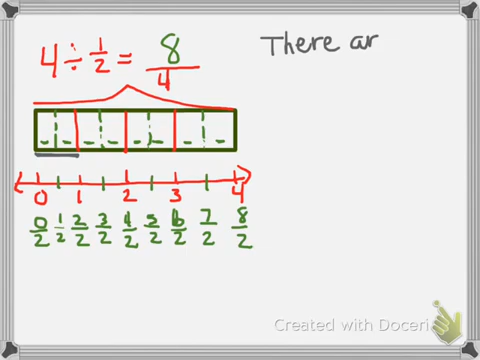 4 ÷ 1/2 = 8
4
There ar
0 1 2 3 4
0/2 1/2 2/2 3/2 4/2 5/2 6/2 7/2 8/2
Created with Doceri